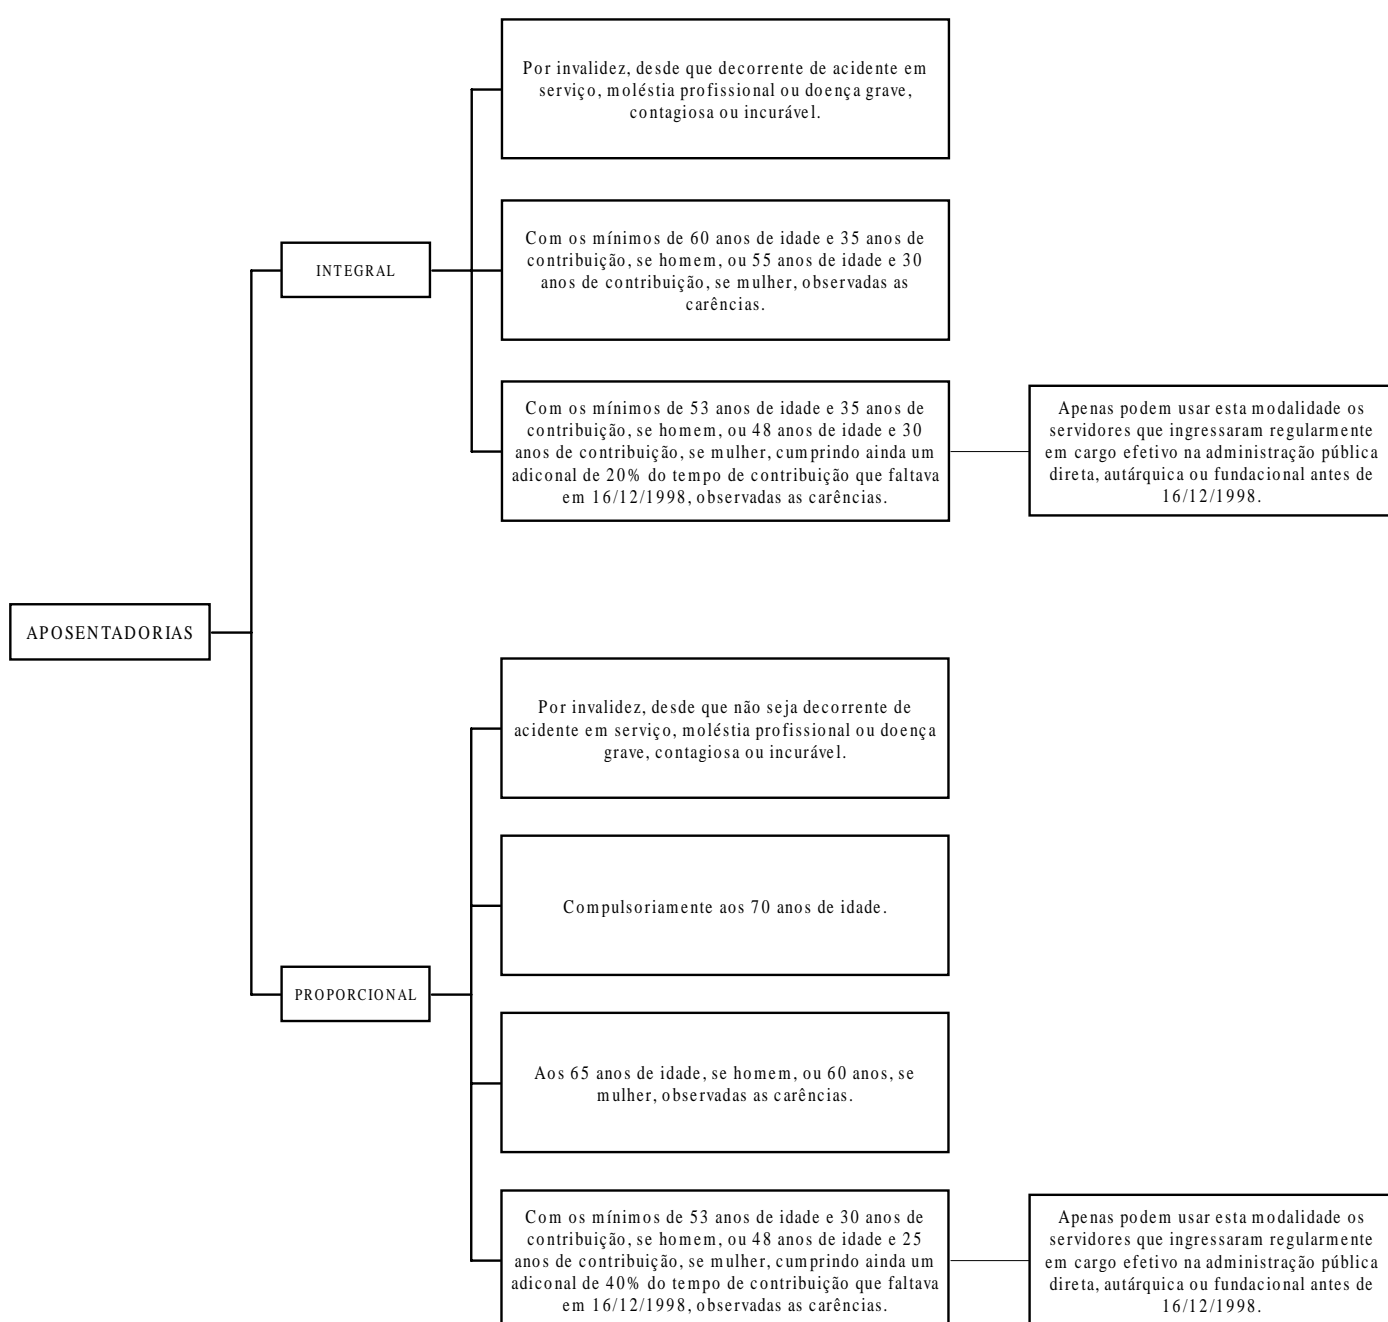 Por invalidez, desde que decorrente de acidente em
serviço, moléstia profissional ou doença grave,
contagiosa ou incurável.
Com os mínimos de 60 anos de idade e 35 anos de
contribuição, se homem, ou 55 anos de idade e 30
anos de contribuição, se mulher, observadas as
carências.
INTEGRAL
Com os mínimos de 53 anos de idade e 35 anos de
contribuição, se homem, ou 48 anos de idade e 30
anos de contribuição, se mulher, cumprindo ainda um
adiconal de 20% do tempo de contribuição que faltava
em 16/12/1998, observadas as carências.
Apenas podem usar esta modalidade os
servidores que ingressaram regularmente
em cargo efetivo na administração pública
direta, autárquica ou fundacional antes de
16/12/1998.
APOSENTADORIAS
Por invalidez, desde que não seja decorrente de
acidente em serviço, moléstia profissional ou doença
grave, contagiosa ou incurável.
Compulsoriamente aos 70 anos de idade.
PROPORCIONAL
Aos 65 anos de idade, se homem, ou 60 anos, se
mulher, observadas as carências.
Com os mínimos de 53 anos de idade e 30 anos de
contribuição, se homem, ou 48 anos de idade e 25
anos de contribuição, se mulher, cumprindo ainda um
adiconal de 40% do tempo de contribuição que faltava
em 16/12/1998, observadas as carências.
Apenas podem usar esta modalidade os
servidores que ingressaram regularmente
em cargo efetivo na administração pública
direta, autárquica ou fundacional antes de
16/12/1998.